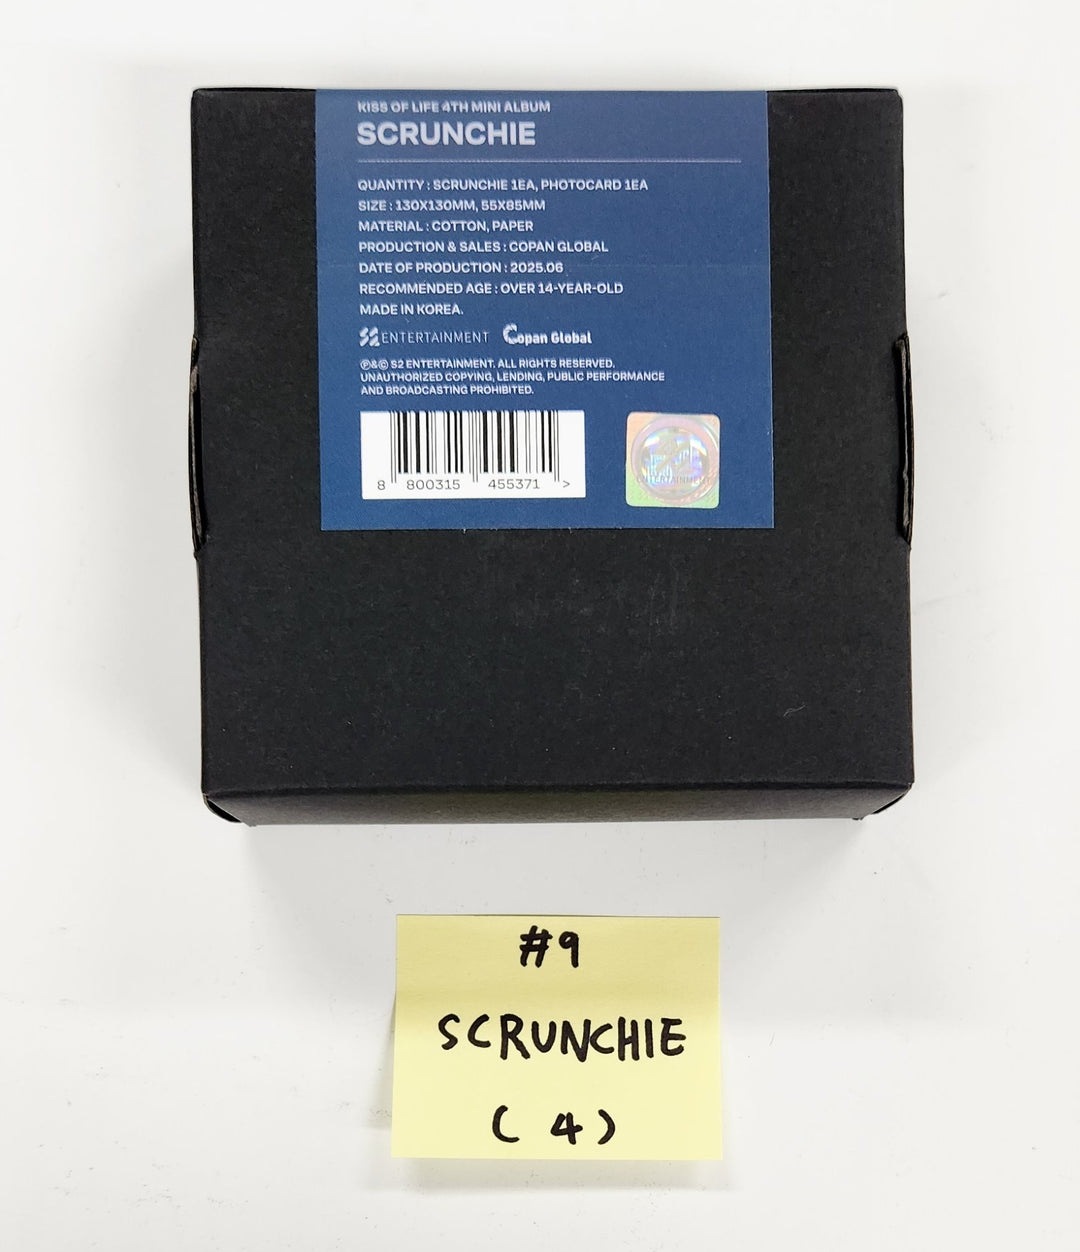 KISS OF LIFE 4TH MINI ALBUM
SCRUNCHIE
QUANTITY : SCRUNCHIE 1EA, PHOTOCARD 1EA
SIZE : 130X130MM, 55X85MM
MATERIAL : COTTON, PAPER
PRODUCTION & SALES : COPAN GLOBAL
DATE OF PRODUCTION : 2025.06
RECOMMENDED AGE : OVER 14-YEAR-OLD
MADE IN KOREA.
S2 ENTERTAINMENT Copan Global
℗&© S2 ENTERTAINMENT. ALL RIGHTS RESERVED.
UNAUTHORIZED COPYING, LENDING, PUBLIC PERFORMANCE
AND BROADCASTING PROHIBITED.
8 800315 455371 >
ENTERTAINMENT
#9
SCRUNCHIE
( 4 )